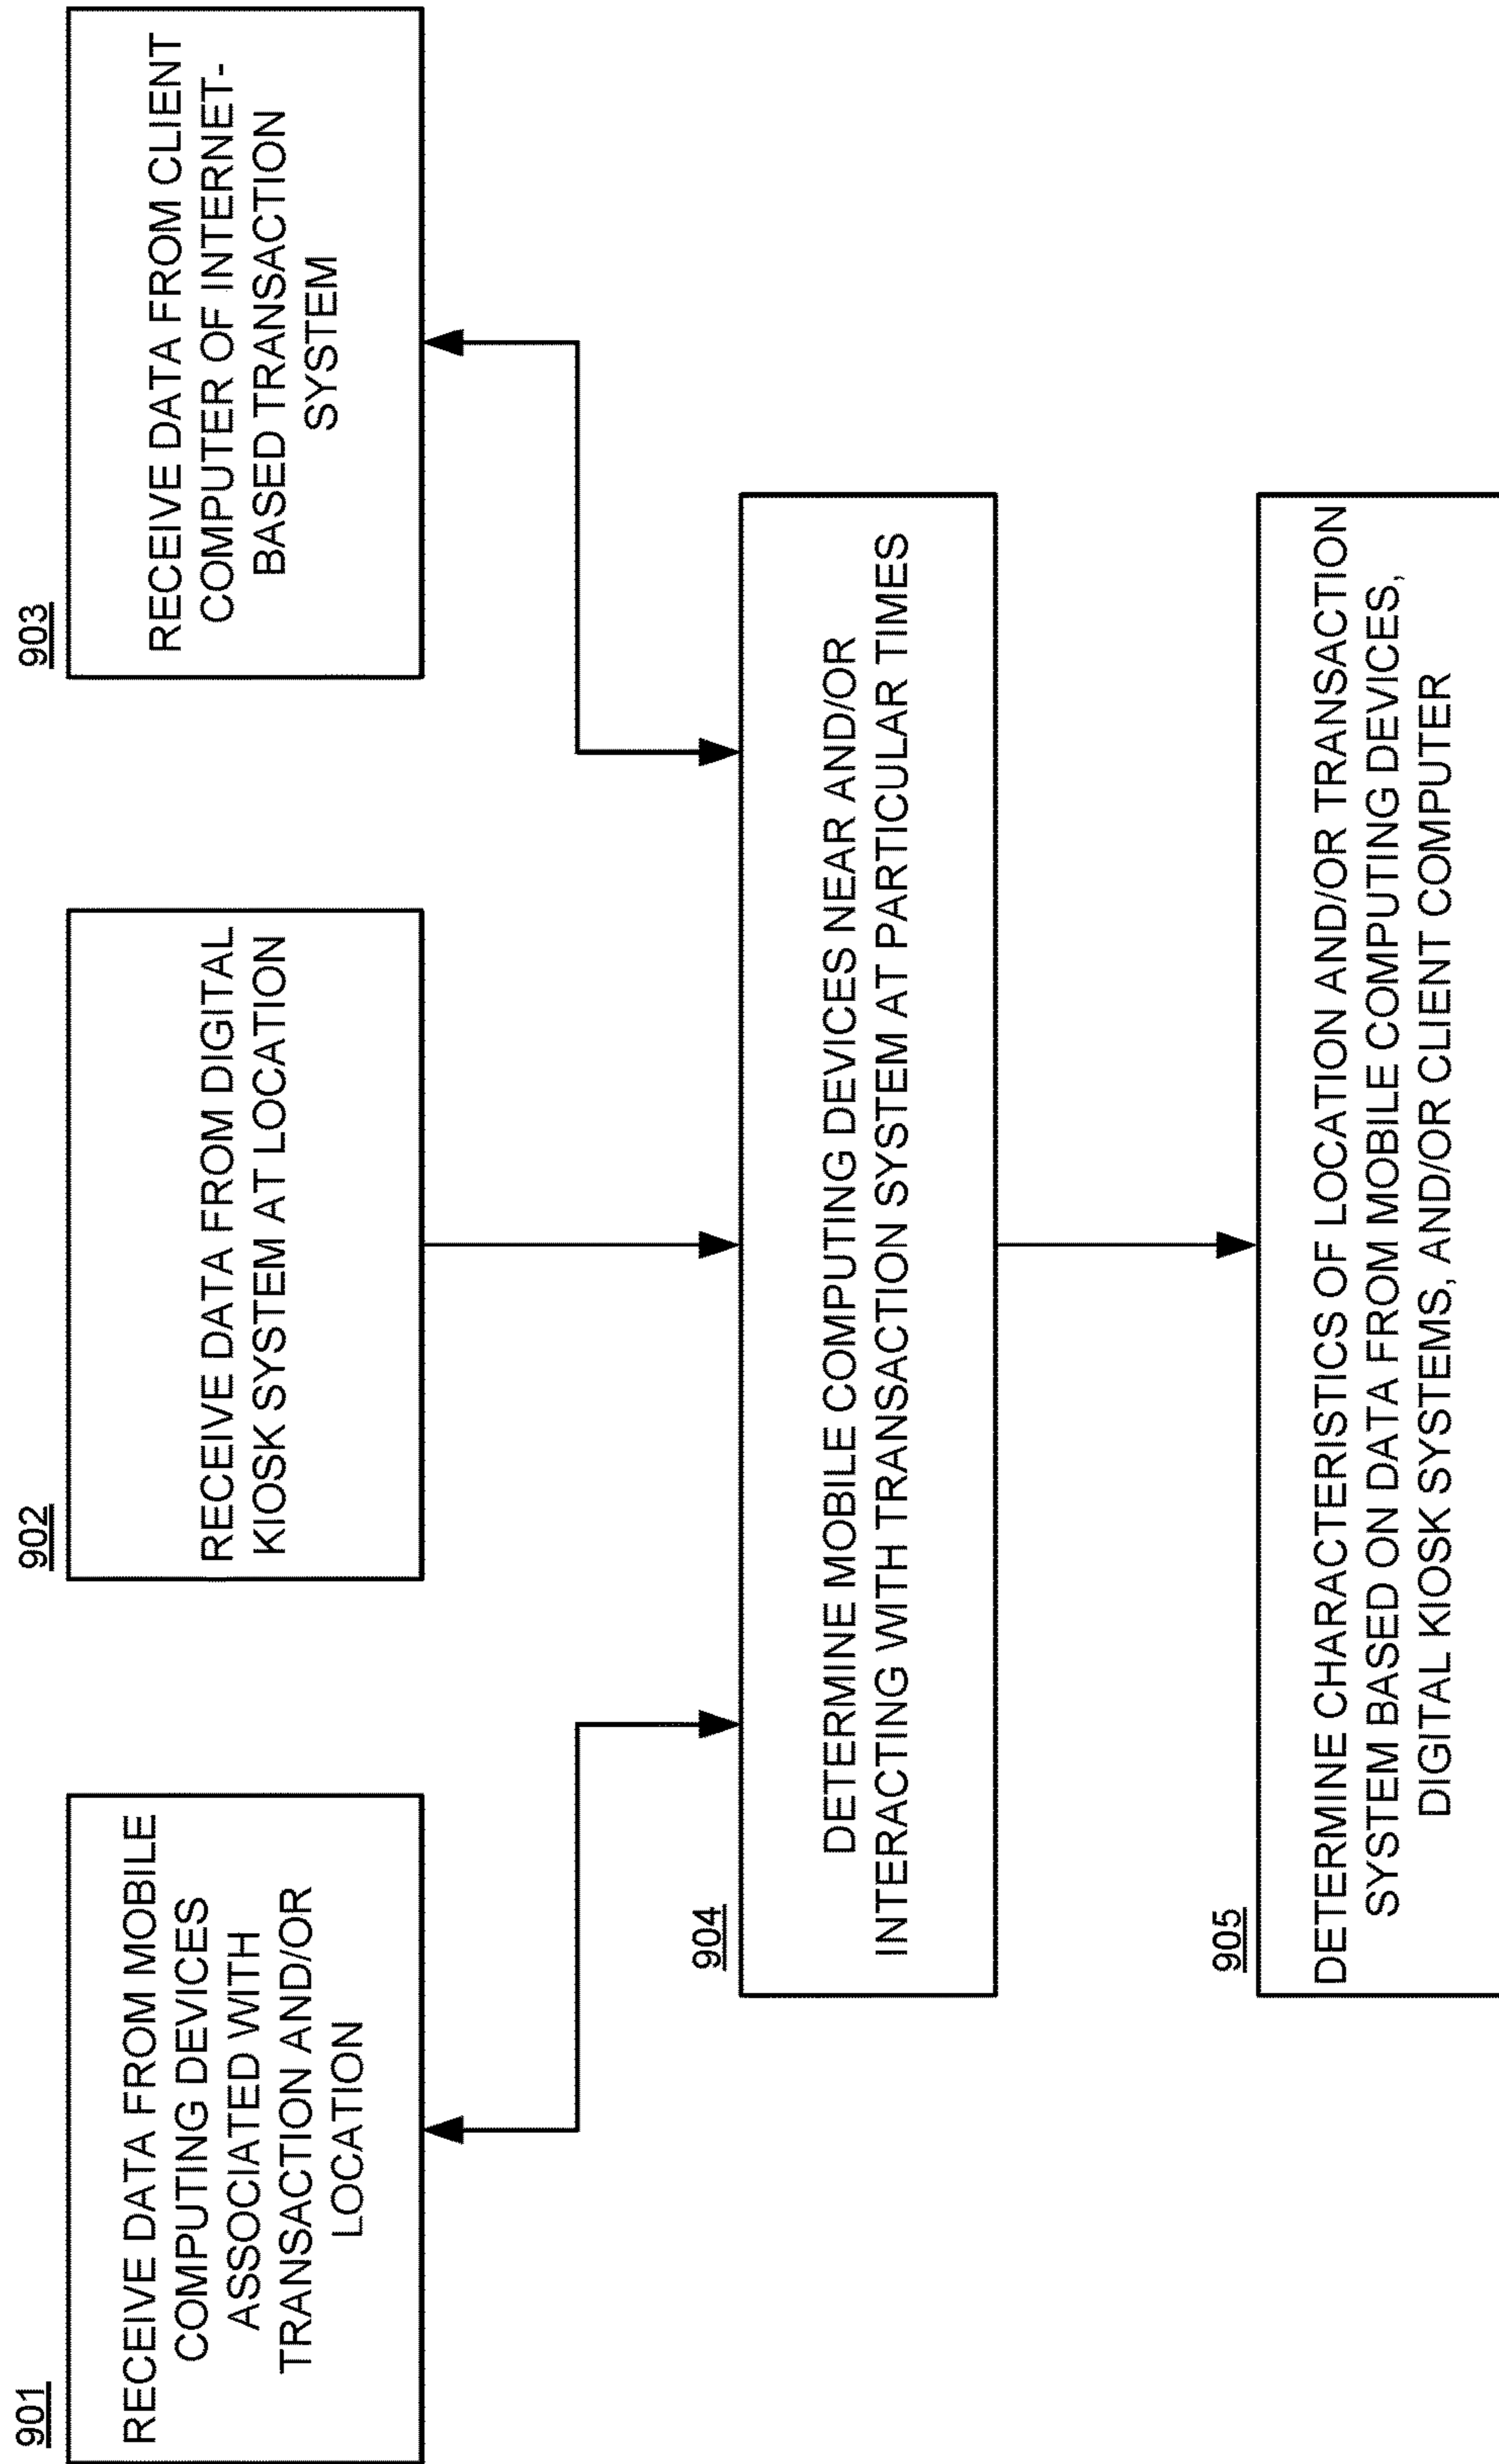 901
RECEIVE DATA FROM MOBILE
COMPUTING DEVICES
ASSOCIATED WITH
TRANSACTION AND/OR
LOCATION
902
RECEIVE DATA FROM DIGITAL
KIOSK SYSTEM AT LOCATION
903
RECEIVE DATA FROM CLIENT
COMPUTER OF INTERNET-
BASED TRANSACTION
SYSTEM
904
DETERMINE MOBILE COMPUTING DEVICES NEAR AND/OR
INTERACTING WITH TRANSACTION SYSTEM AT PARTICULAR TIMES
905
DETERMINE CHARACTERISTICS OF LOCATION AND/OR TRANSACTION
SYSTEM BASED ON DATA FROM MOBILE COMPUTING DEVICES,
DIGITAL KIOSK SYSTEMS, AND/OR CLIENT COMPUTER